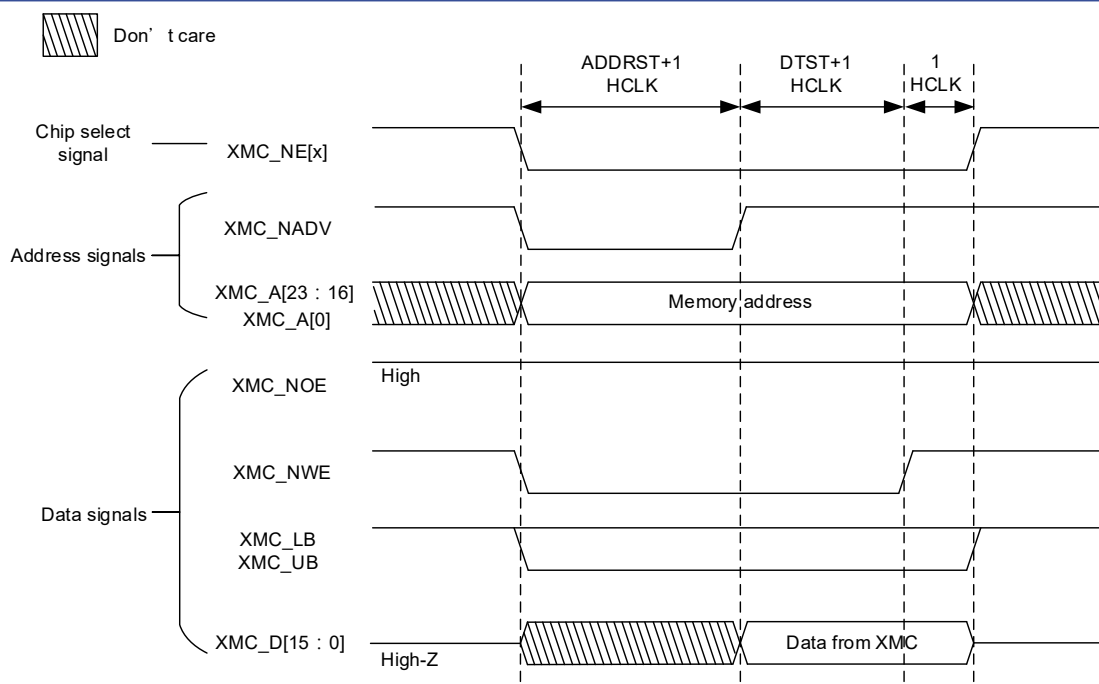 Don’ t care
ADDRST+1
HCLK
DTST+1
HCLK
1
HCLK
Chip select
signal
XMC_NE[x]
XMC_NADV
Address signals
XMC_A[23 : 16]
XMC_A[0]
Memory address
XMC_NOE
High
XMC_NWE
Data signals
XMC_LB
XMC_UB
XMC_D[15 : 0]
High-Z
Data from XMC